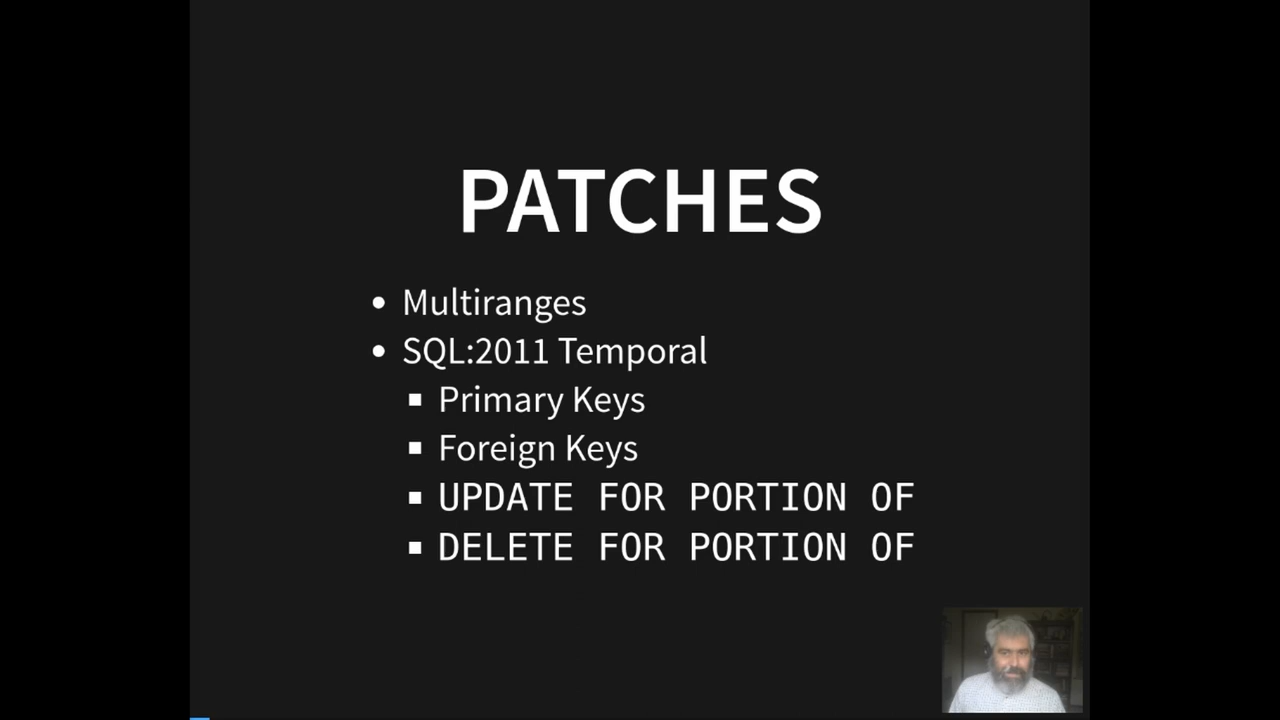 PATCHES
Multiranges
SQL:2011 Temporal
Primary Keys
Foreign Keys
UPDATE FOR PORTION OF
DELETE FOR PORTION OF